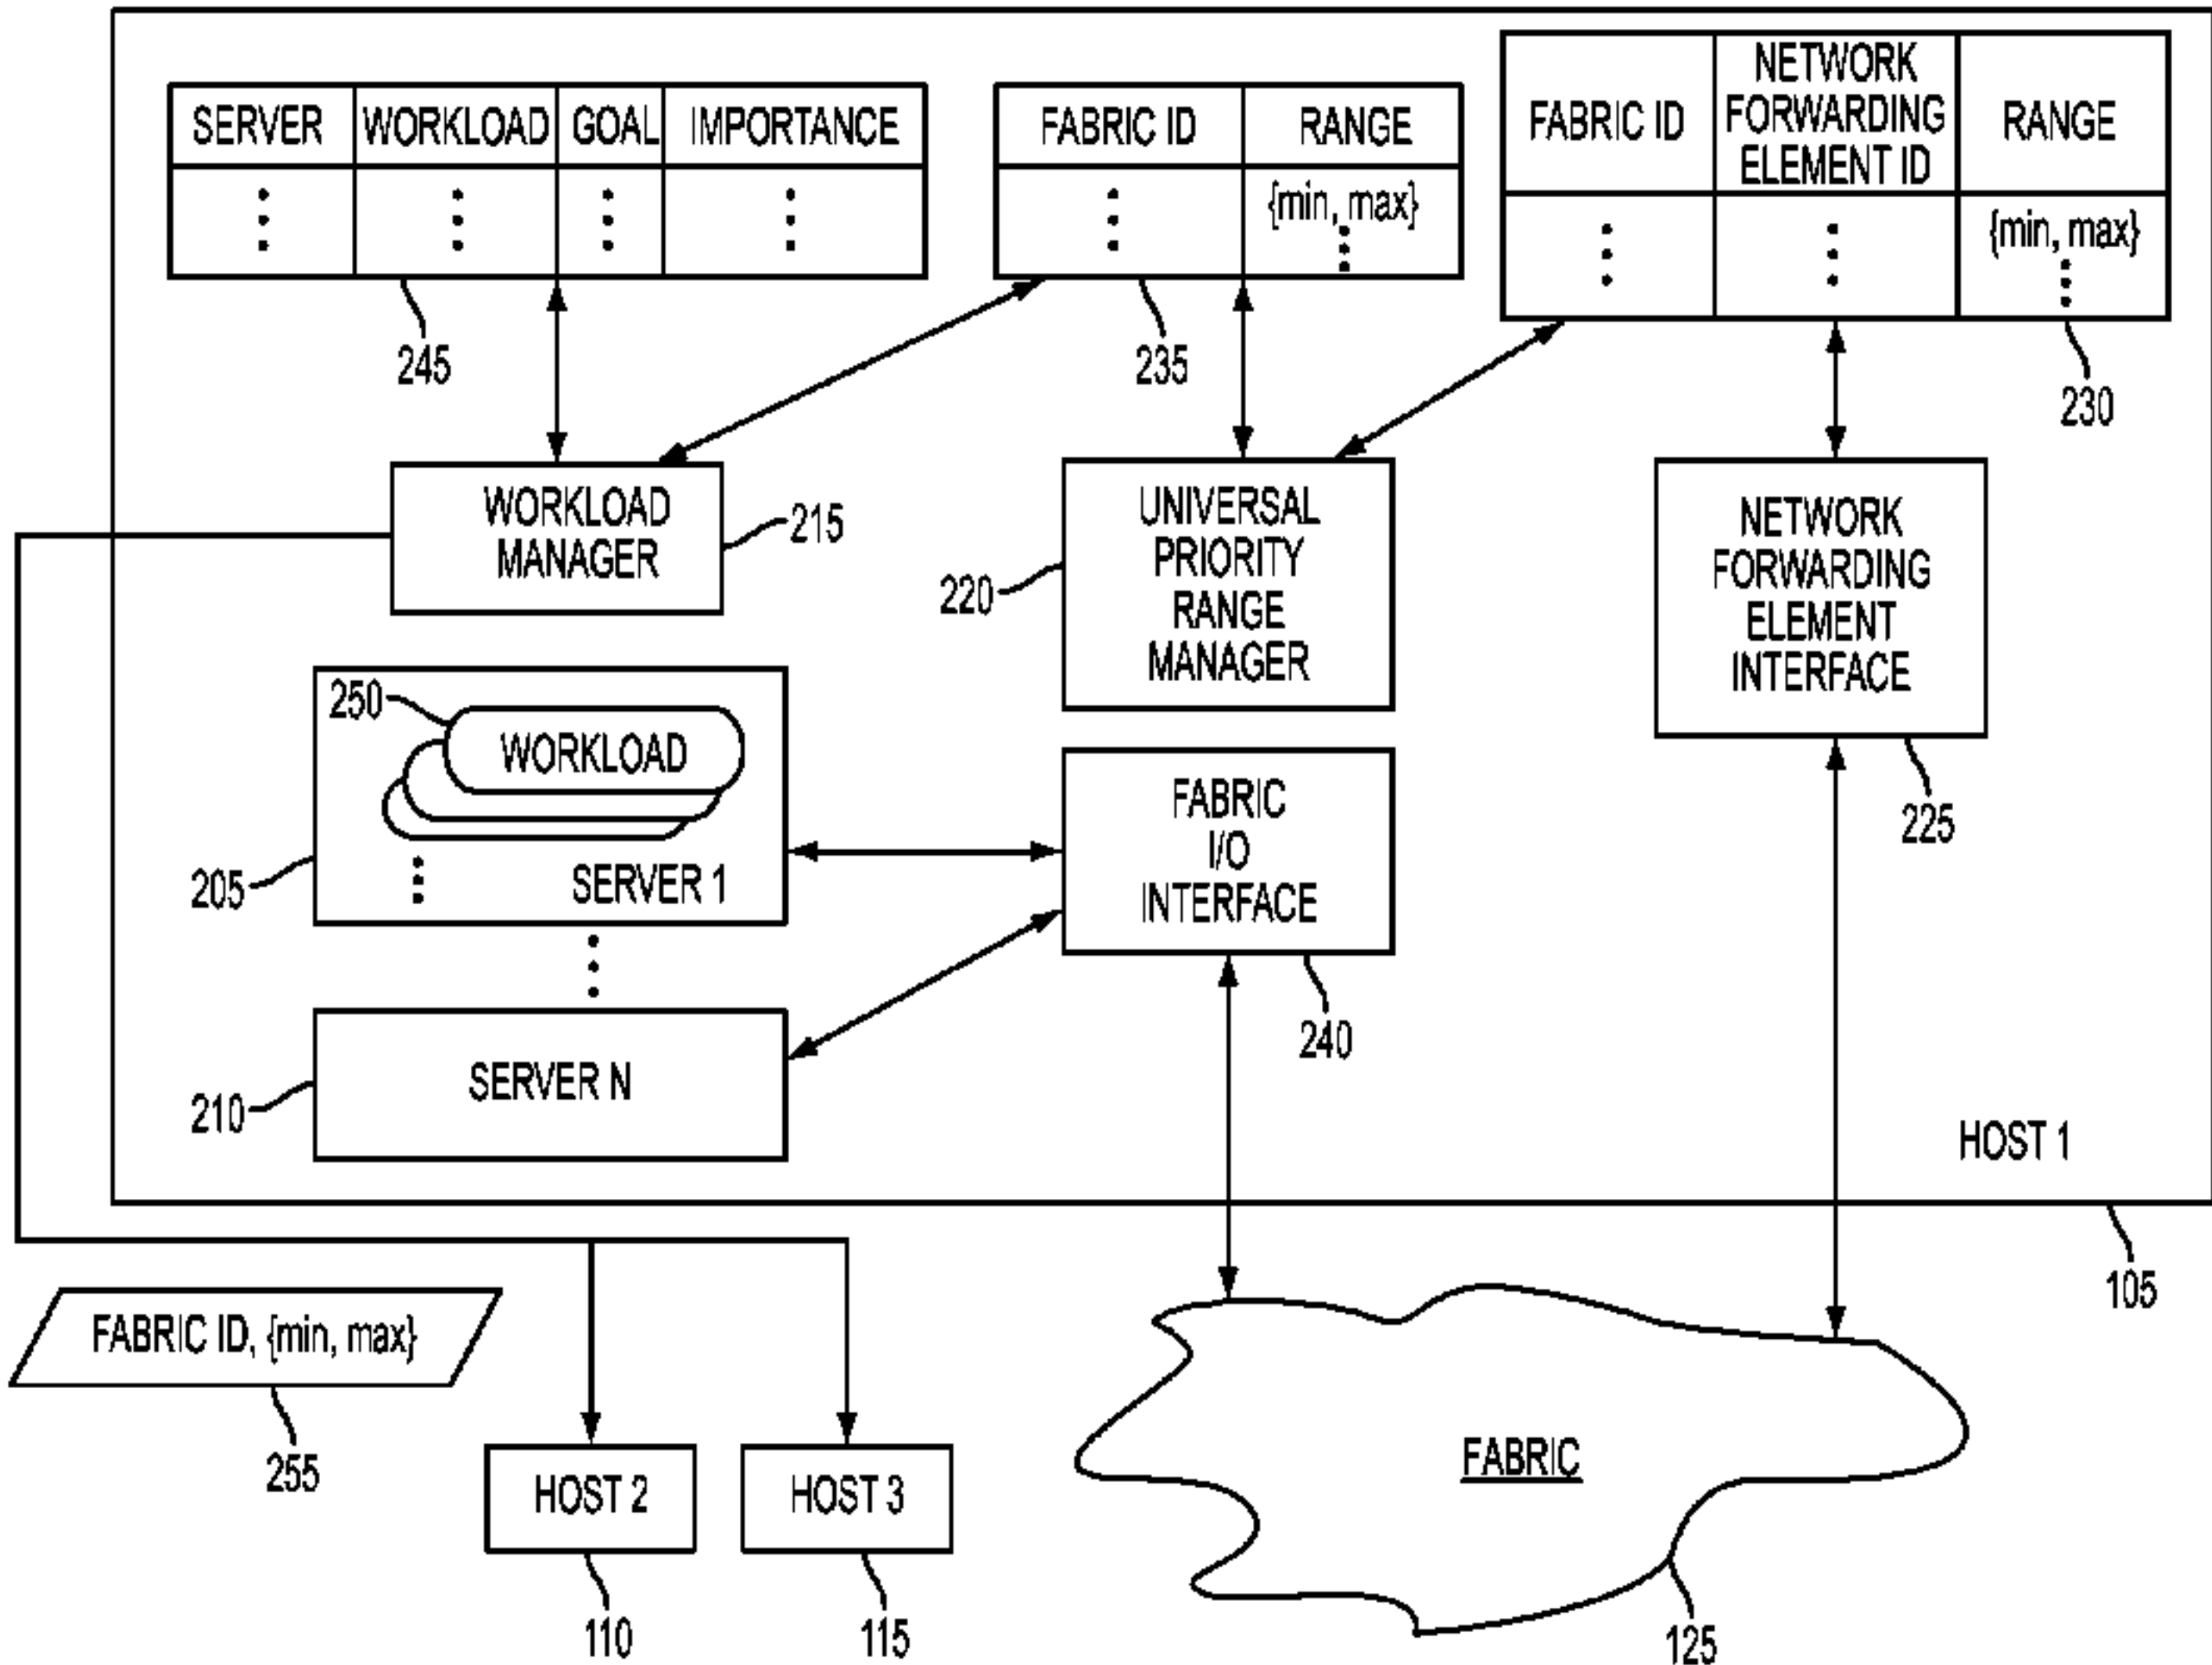 SERVER WORKLOAD GOAL IMPORTANCE
245
FABRIC ID RANGE
{min, max}
235
FABRIC ID
NETWORK
FORWARDING
ELEMENT ID
RANGE
{min, max}
230
WORKLOAD
MANAGER
215
UNIVERSAL
PRIORITY
RANGE
MANAGER
220
NETWORK
FORWARDING
ELEMENT
INTERFACE
225
250
WORKLOAD
205
SERVER 1
FABRIC
I/O
INTERFACE
240
SERVER N
210
HOST 1
105
FABRIC ID, {min, max}
255
HOST 2
110
HOST 3
115
FABRIC
125